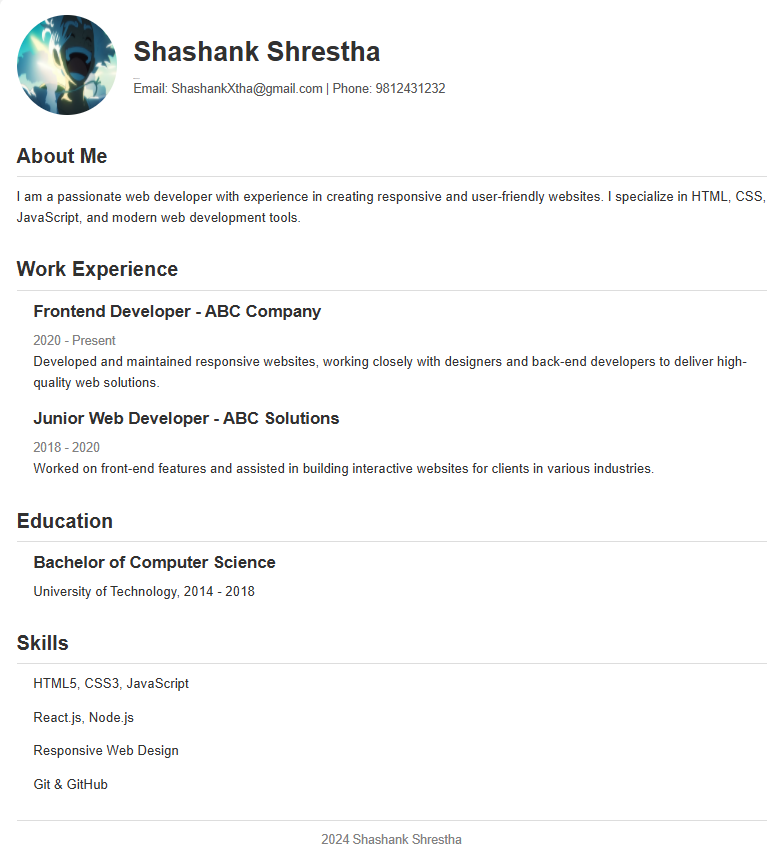 Shashank Shrestha
Email: ShashankXtha@gmail.com | Phone: 9812431232
About Me
I am a passionate web developer with experience in creating responsive and user-friendly websites. I specialize in HTML, CSS,
JavaScript, and modern web development tools.
Work Experience
Frontend Developer - ABC Company
2020 - Present
Developed and maintained responsive websites, working closely with designers and back-end developers to deliver high-
quality web solutions.
Junior Web Developer - ABC Solutions
2018 - 2020
Worked on front-end features and assisted in building interactive websites for clients in various industries.
Education
Bachelor of Computer Science
University of Technology, 2014 - 2018
Skills
HTML5, CSS3, JavaScript
React.js, Node.js
Responsive Web Design
Git & GitHub
2024 Shashank Shrestha